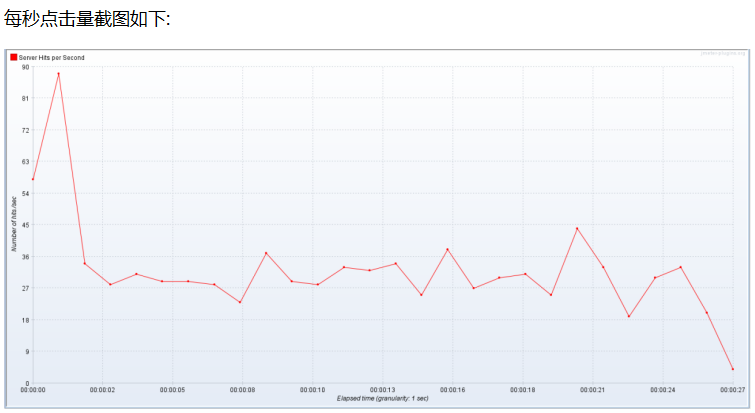 每秒点击量截图如下:
jmeter-plugins.org
Server Hits per Second
90
81
72
63
54
45
36
27
18
9
0
Number of hits /sec
00:00:00 00:00:02 00:00:05 00:00:08 00:00:10 00:00:13 00:00:16 00:00:18 00:00:21 00:00:24 00:00:27
Elapsed time (granularity: 1 sec)